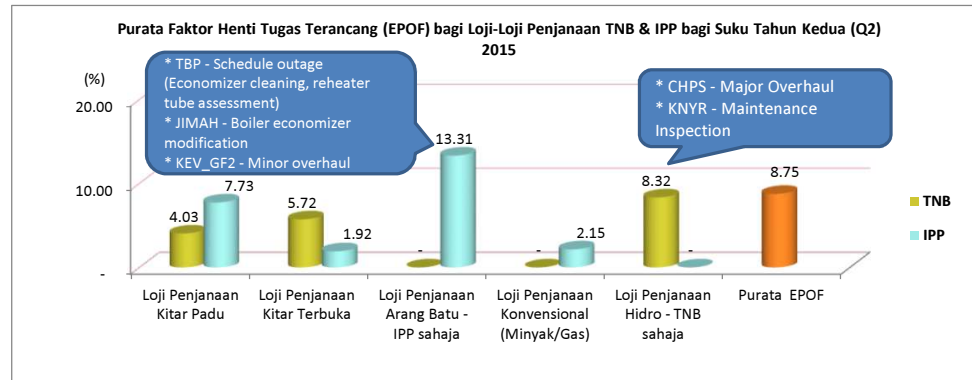 Purata Faktor Henti Tugas Terancang (EPOF) bagi Loji-Loji Penjanaan TNB & IPP bagi Suku Tahun Kedua (Q2)
2015
* TBP - Schedule outage
(Economizer cleaning, reheater
tube assessment)
* JIMAH - Boiler economizer
modification
* KEV_GF2 - Minor overhaul
* CHPS - Major Overhaul
* KNYR - Maintenance
Inspection
(%)
20.00
10.00
-
4.03
7.73
5.72
1.92
-
13.31
-
2.15
8.32
-
8.75
TNB
IPP
Loji Penjanaan
Kitar Padu
Loji Penjanaan
Kitar Terbuka
Loji Penjanaan
Arang Batu -
IPP sahaja
Loji Penjanaan
Konvensional
(Minyak/Gas)
Loji Penjanaan
Hidro - TNB
sahaja
Purata EPOF